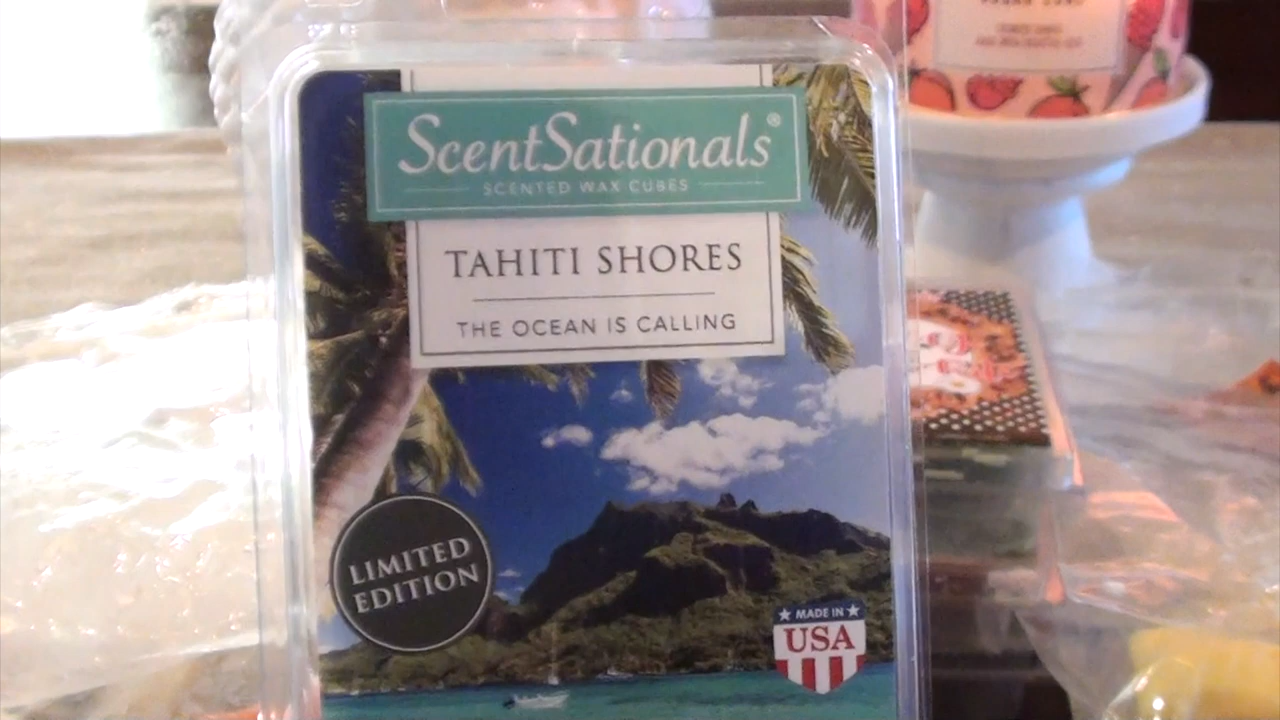 ScentSationals®
SCENTED WAX CUBES
TAHITI SHORES
THE OCEAN IS CALLING
LIMITED
EDITION
MADE IN
USA